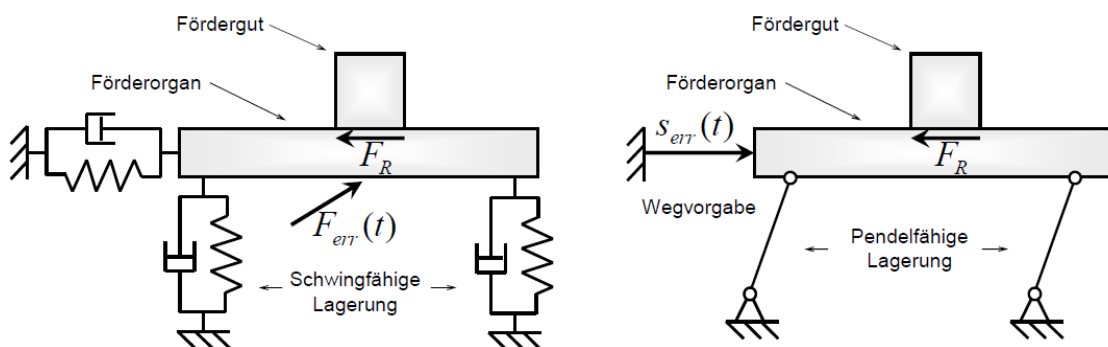 Fördergut
Förderorgan
F_R
F_err(t)
Schwingfähige
Lagerung
Fördergut
Förderorgan
s_err(t)
F_R
Wegvorgabe
Pendelfähige
Lagerung